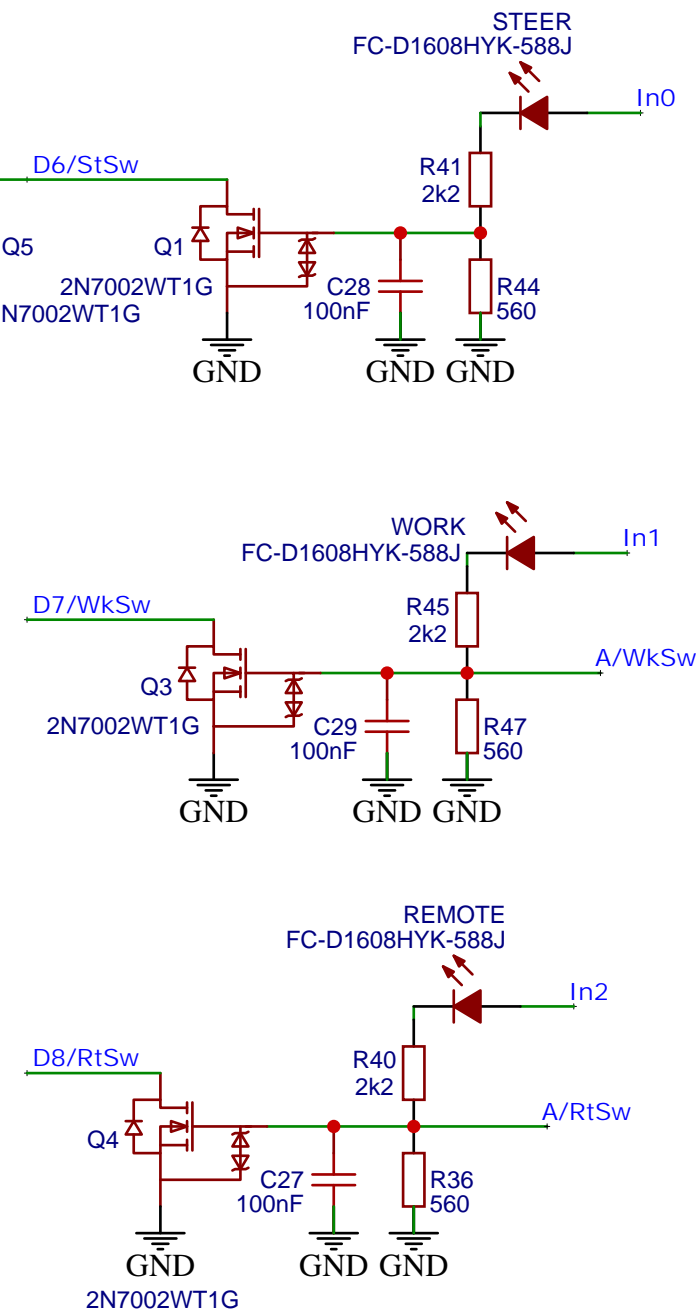 STEER
FC-D1608HYK-588J
In0
D6/StSw
R41
2k2
Q5
Q1
2N7002WT1G
N7002WT1G
C28
100nF
R44
560
GND
GND
GND
WORK
FC-D1608HYK-588J
In1
D7/WkSw
R45
2k2
A/WkSw
Q3
2N7002WT1G
C29
100nF
R47
560
GND
GND
GND
REMOTE
FC-D1608HYK-588J
In2
D8/RtSw
R40
2k2
A/RtSw
Q4
C27
100nF
R36
560
GND
GND
GND
2N7002WT1G